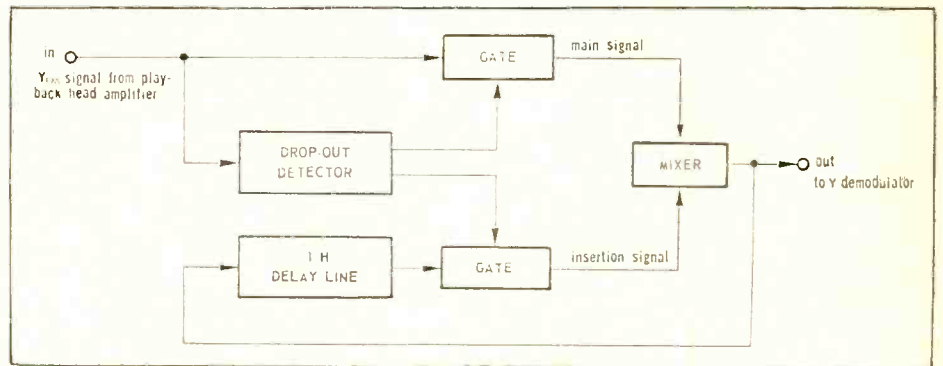 in
signal from play-
back head amplifier
GATE
main signal
DROP-OUT
DETECTOR
MIXER
out
to Y demodulator
1 H
DELAY LINE
GATE
insertion signal